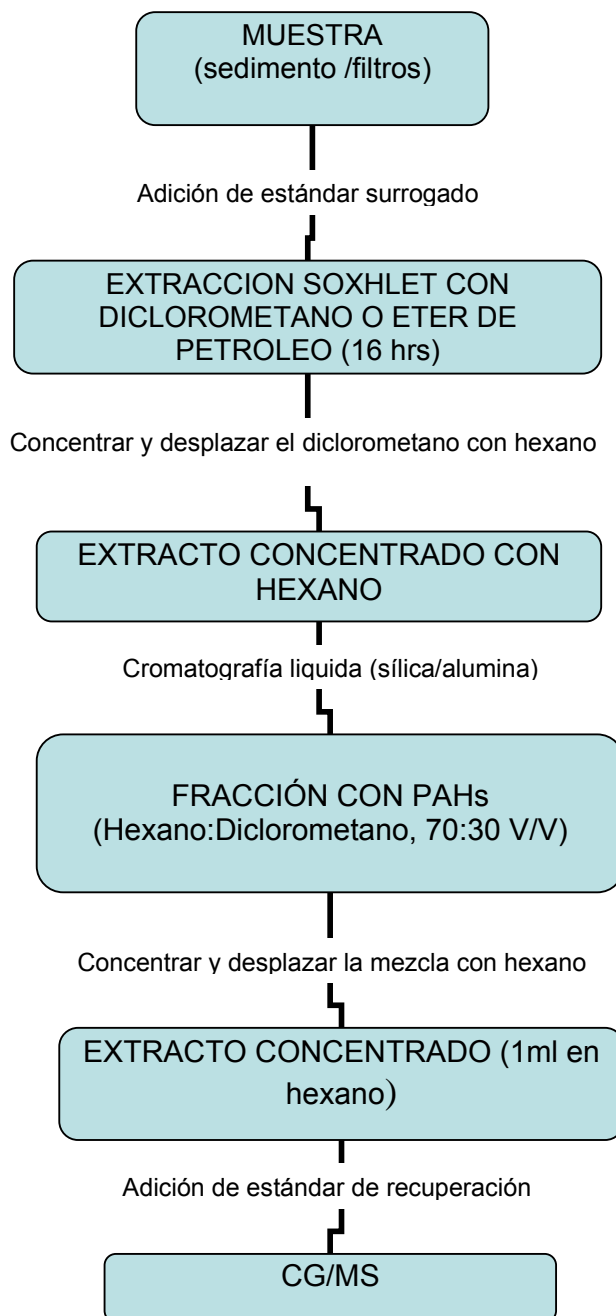 MUESTRA
(sedimento /filtros)
Adición de estándar surrogado
EXTRACCION SOXHLET CON
DICLOROMETANO O ETER DE
PETROLEO (16 hrs)
Concentrar y desplazar el diclorometano con hexano
EXTRACTO CONCENTRADO CON
HEXANO
Cromatografía liquida (sílica/alumina)
FRACCIÓN CON PAHs
(Hexano:Diclorometano, 70:30 V/V)
Concentrar y desplazar la mezcla con hexano
EXTRACTO CONCENTRADO (1ml en
hexano)
Adición de estándar de recuperación
CG/MS